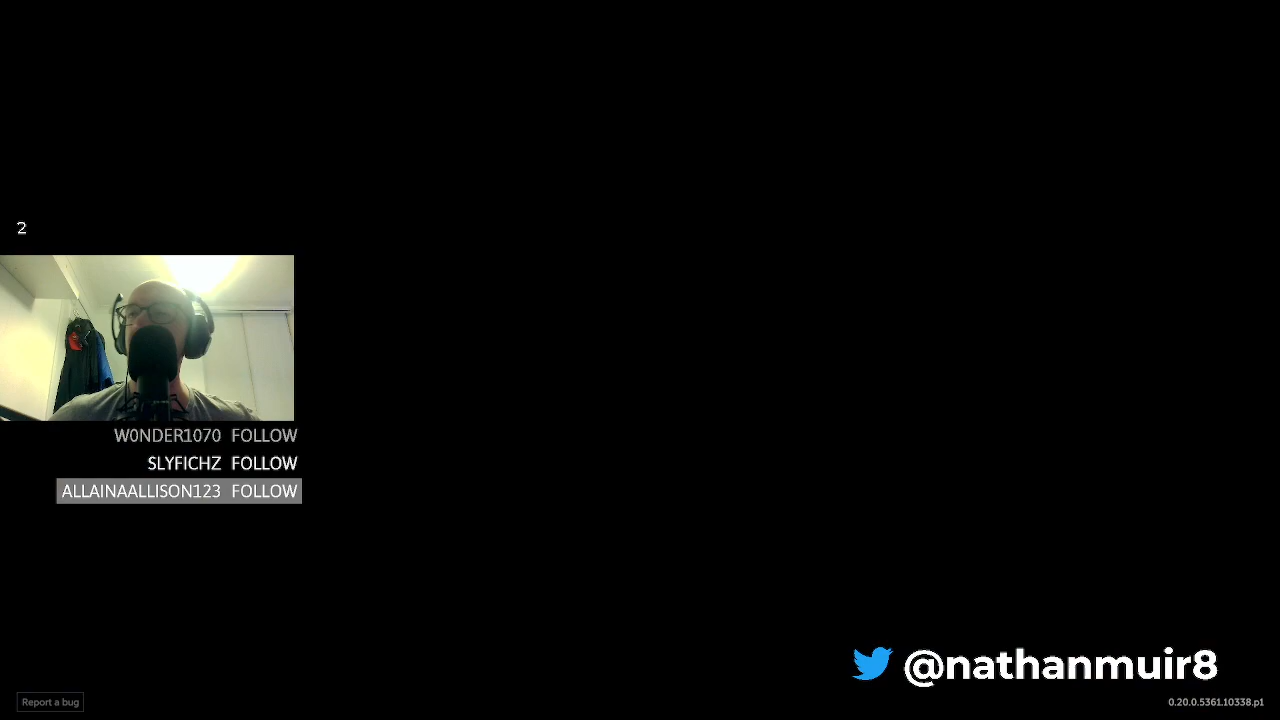 2
W0NDER1070 FOLLOW
SLYFICHZ FOLLOW
ALLAINAALLISON123 FOLLOW
@nathanmuir8
Report a bug
0.20.0.5361.10338.p1